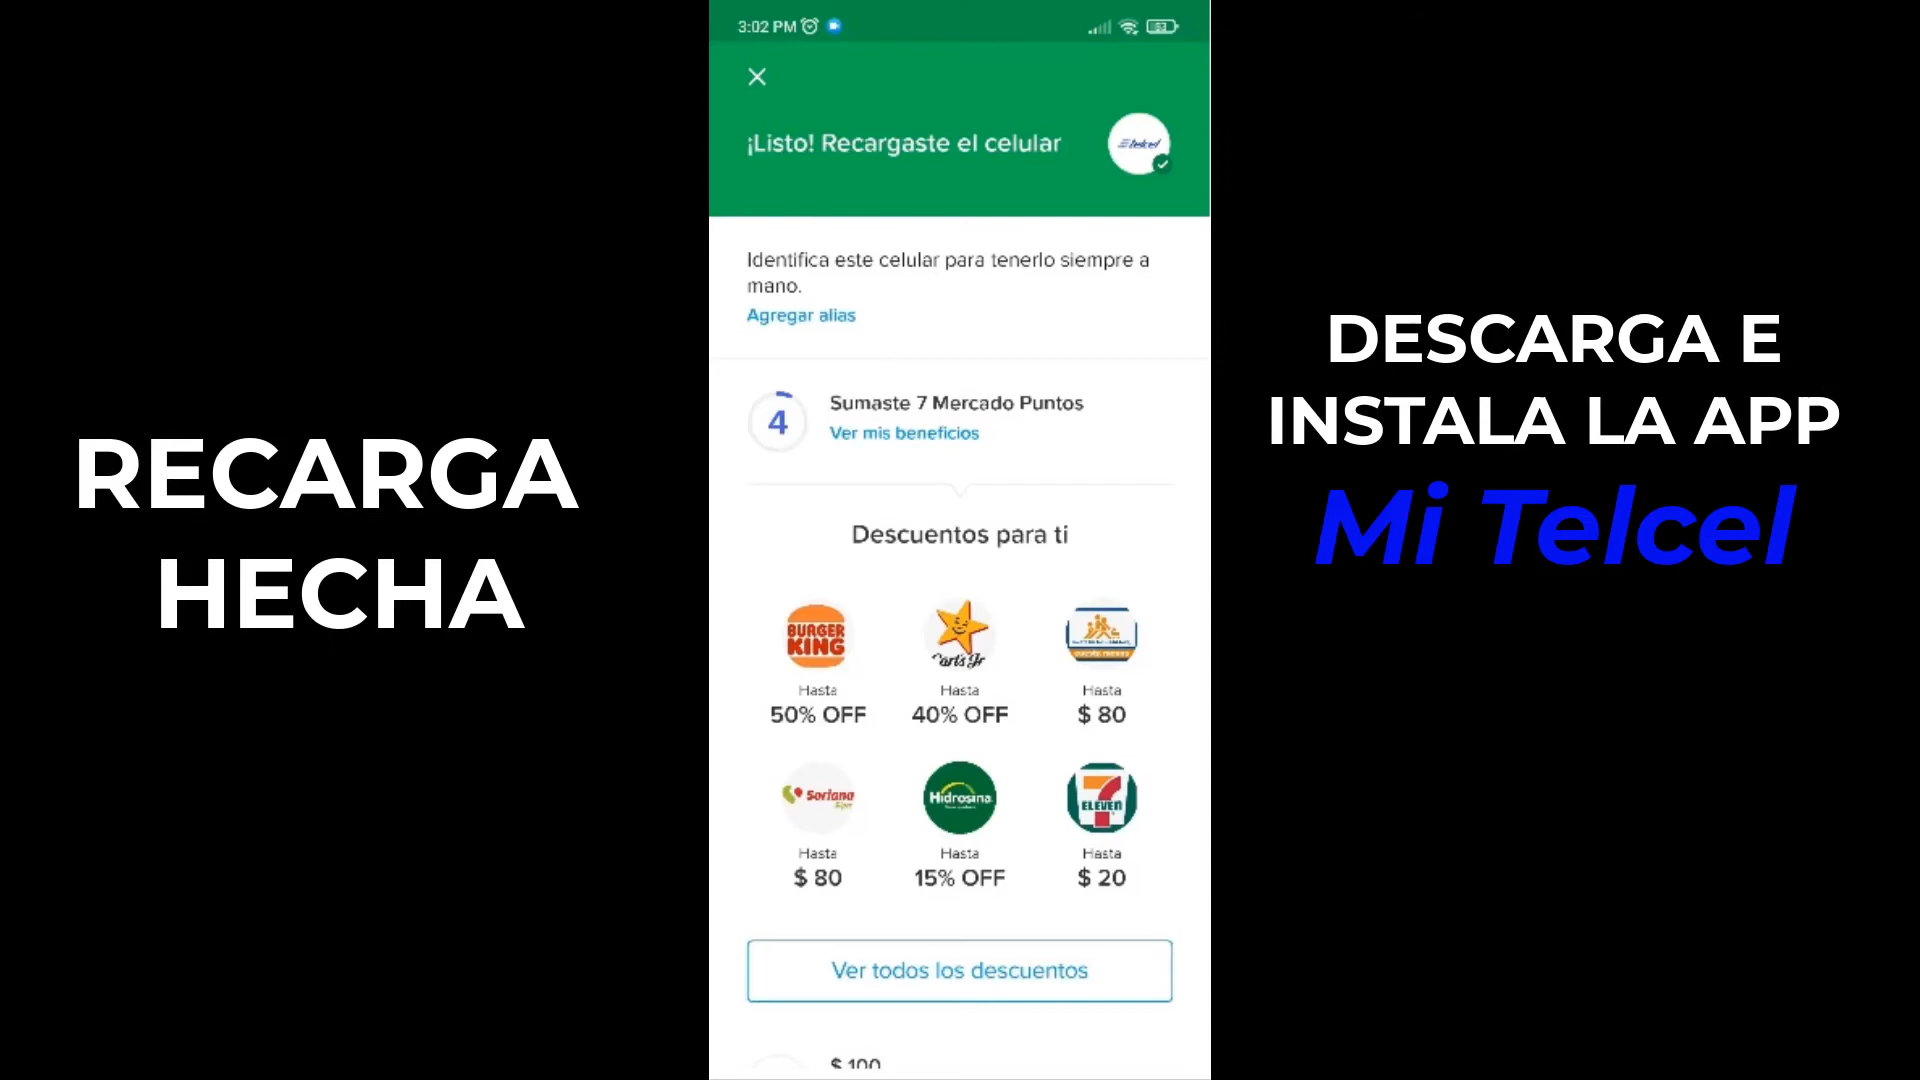 RECARGA
HECHA
3:02 PM
¡Listo! Recargaste el celular
telcel
Identifica este celular para tenerlo siempre a
mano.
Agregar alias
4
Sumaste 7 Mercado Puntos
Ver mis beneficios
Descuentos para ti
BURGER
KING
Carl's Jr
Hasta
50% OFF
Hasta
40% OFF
Hasta
$ 80
Soriana
Hidrosina
7
ELEVEN
Hasta
$ 80
Hasta
15% OFF
Hasta
$ 20
Ver todos los descuentos
$ 100
DESCARGA E
INSTALA LA APP
Mi Telcel